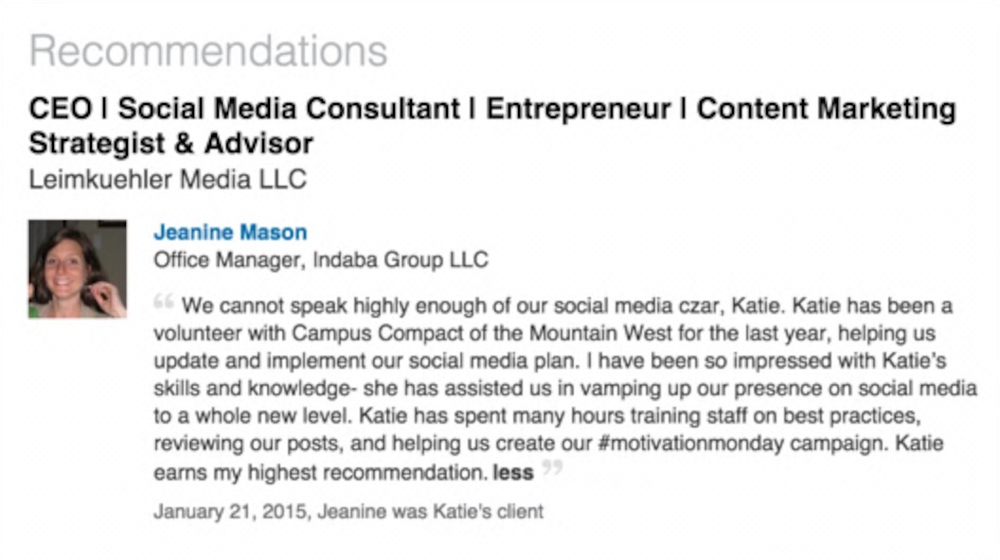 Recommendations
CEO | Social Media Consultant | Entrepreneur | Content Marketing
Strategist & Advisor
Leimkuehler Media LLC
Jeanine Mason
Office Manager, Indaba Group LLC
“ We cannot speak highly enough of our social media czar, Katie. Katie has been a
volunteer with Campus Compact of the Mountain West for the last year, helping us
update and implement our social media plan. I have been so impressed with Katie's
skills and knowledge- she has assisted us in vamping up our presence on social media
to a whole new level. Katie has spent many hours training staff on best practices,
reviewing our posts, and helping us create our #motivationmonday campaign. Katie
earns my highest recommendation. less ”
January 21, 2015, Jeanine was Katie's client